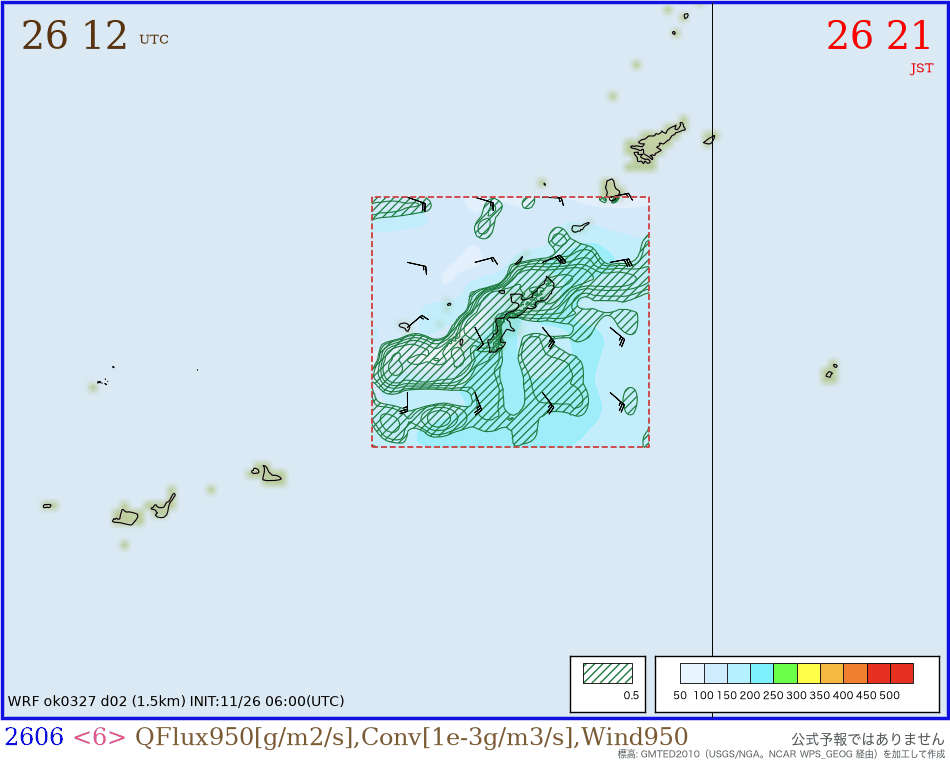 26 12 UTC
26 21
JST
0.5
50 100 150 200 250 300 350 400 450 500
WRF ok0327 d02 (1.5km) INIT:11/26 06:00(UTC)
2606 <6> QFlux950[g/m2/s],Conv[1e-3g/m3/s],Wind950
公式予報ではありません
標高: GMTED2010（USGS/NGA。NCAR WPS_GEOG 経由）を加工して作成